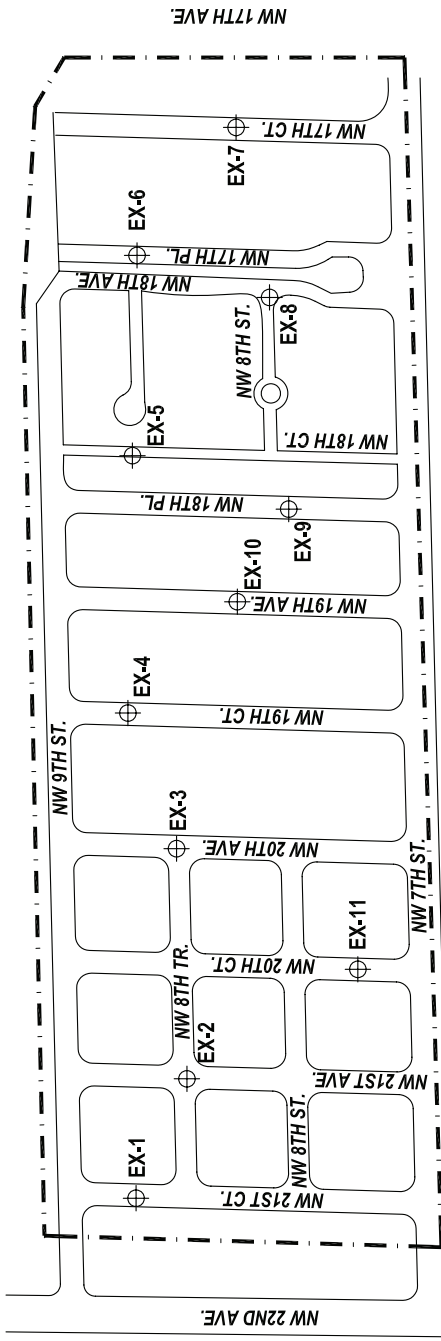 NW 17TH AVE.
NW 17TH CT.
EX-7
EX-6
NW 17TH PL.
NW 18TH AVE.
EX-8
NW 8TH ST.
EX-5
NW 18TH CT.
NW 18TH PL.
EX-9
EX-10
NW 19TH AVE.
EX-4
NW 19TH CT.
NW 9TH ST.
EX-3
NW 20TH AVE.
NW 7TH ST.
EX-11
NW 20TH CT.
NW 8TH TR.
EX-2
NW 21ST AVE.
NW 8TH ST.
EX-1
NW 21ST CT.
NW 22ND AVE.